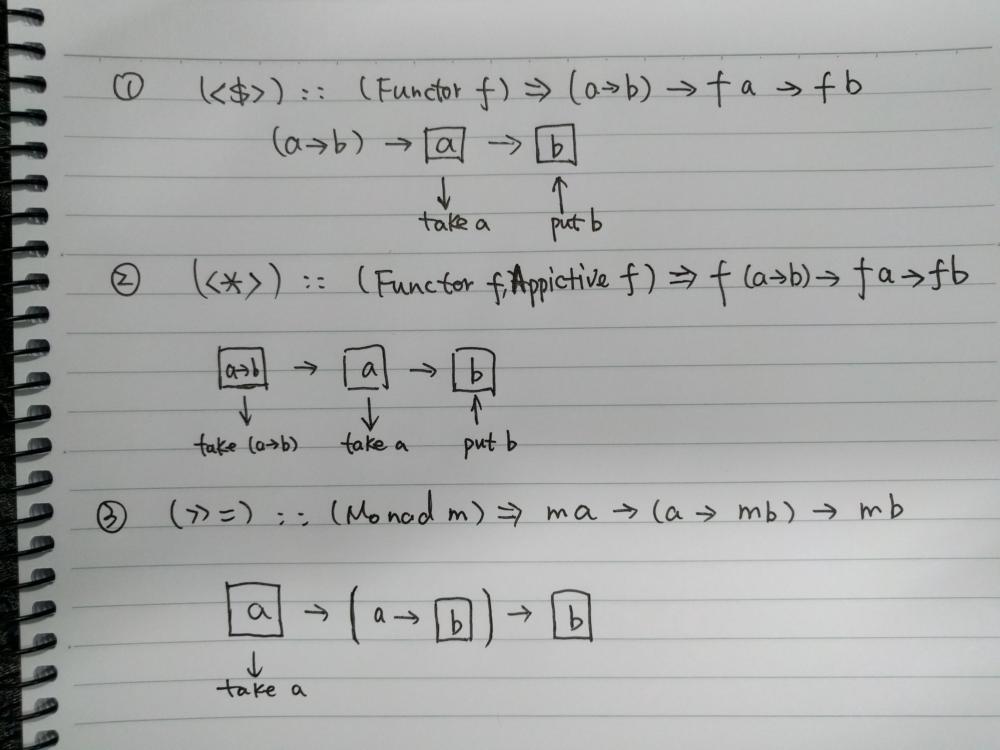 ① (<$>) :: (Functor f) => (a→b) → f a → f b
(a→b) → a → b
↓ ↑
take a put b
② (<*>) :: (Functor f, Appictive f) => f (a→b) → f a → f b
a→b → a → b
↓ ↓ ↑
take (a→b) take a put b
③ (>>=) :: (Monad m) => m a → (a → m b) → m b
a → (a → b) → b
↓
take a